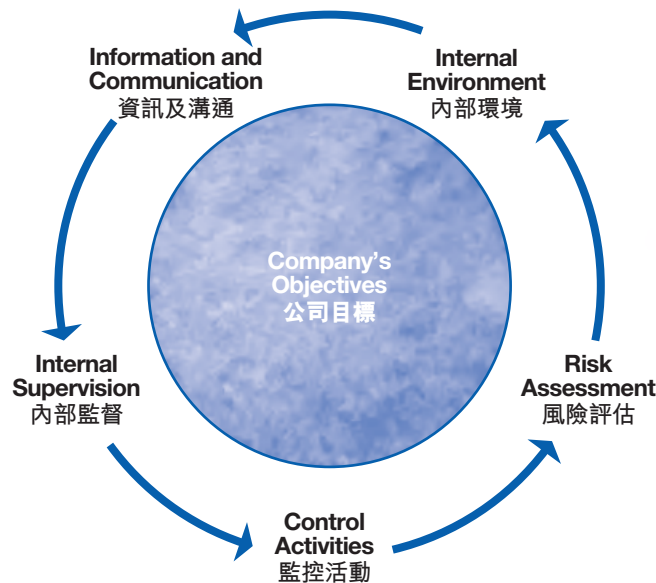 Information and
Communication
資訊及溝通
Internal
Environment
內部環境
Company's
Objectives
公司目標
Internal
Supervision
內部監督
Risk
Assessment
風險評估
Control
Activities
監控活動